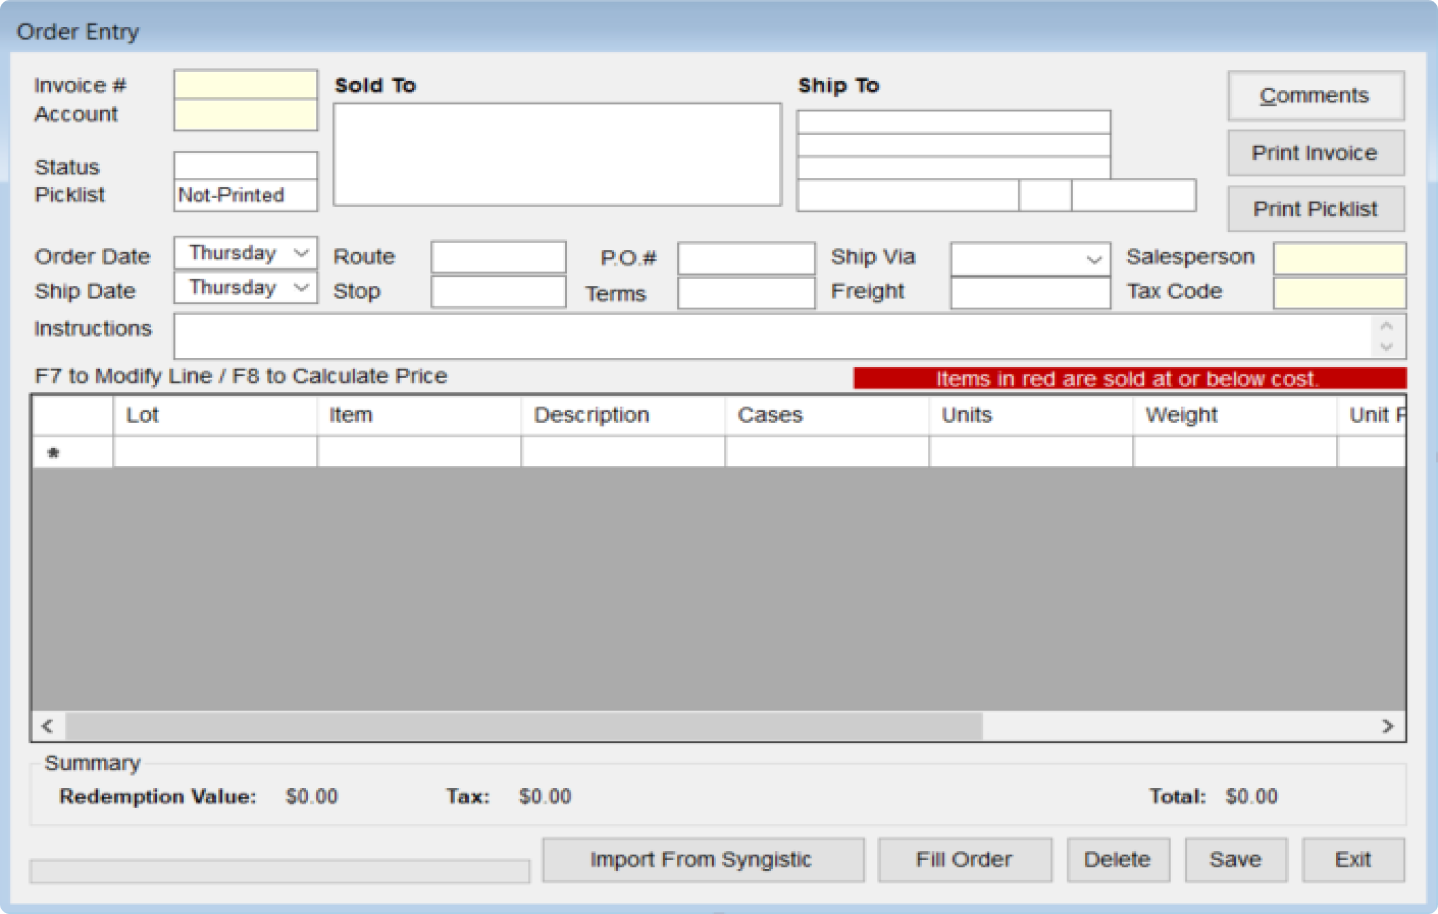 Order Entry
Invoice #
Account
Sold To
Ship To
Comments
Print Invoice
Print Picklist
Status
Picklist Not-Printed
Order Date Thursday Route P.O.# Ship Via Salesperson
Ship Date Thursday Stop Terms Freight Tax Code
Instructions
F7 to Modify Line / F8 to Calculate Price
Items in red are sold at or below cost.
Lot Item Description Cases Units Weight Unit
*
Summary
Redemption Value: $0.00 Tax: $0.00 Total: $0.00
Import From Syngistic Fill Order Delete Save Exit